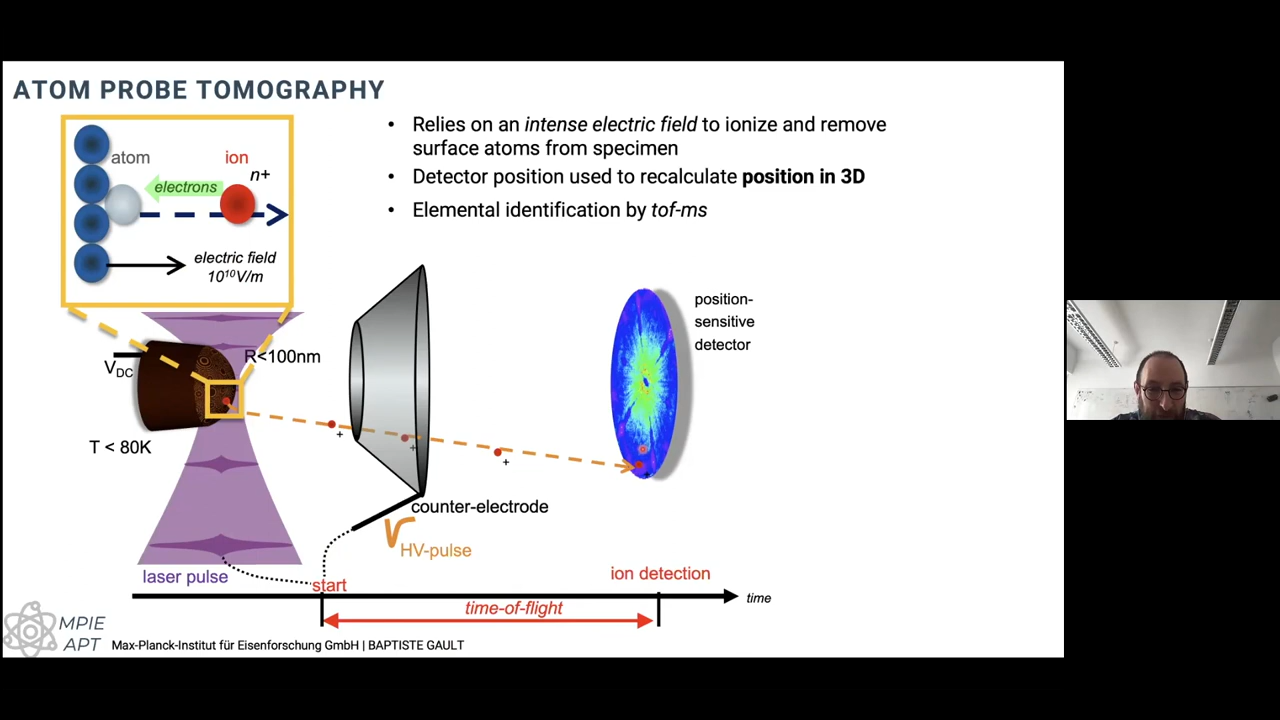 ATOM PROBE TOMOGRAPHY
• Relies on an intense electric field to ionize and remove
surface atoms from specimen
• Detector position used to recalculate position in 3D
• Elemental identification by tof-ms
atom
ion
n+
electrons
electric field
10¹⁰V/m
R<100nm
V_DC
T < 80K
+
+
+
+
position-
sensitive
detector
counter-electrode
HV-pulse
laser pulse
start
ion detection
time-of-flight
time
MPIE
APT
Max-Planck-Institut für Eisenforschung GmbH | BAPTISTE GAULT